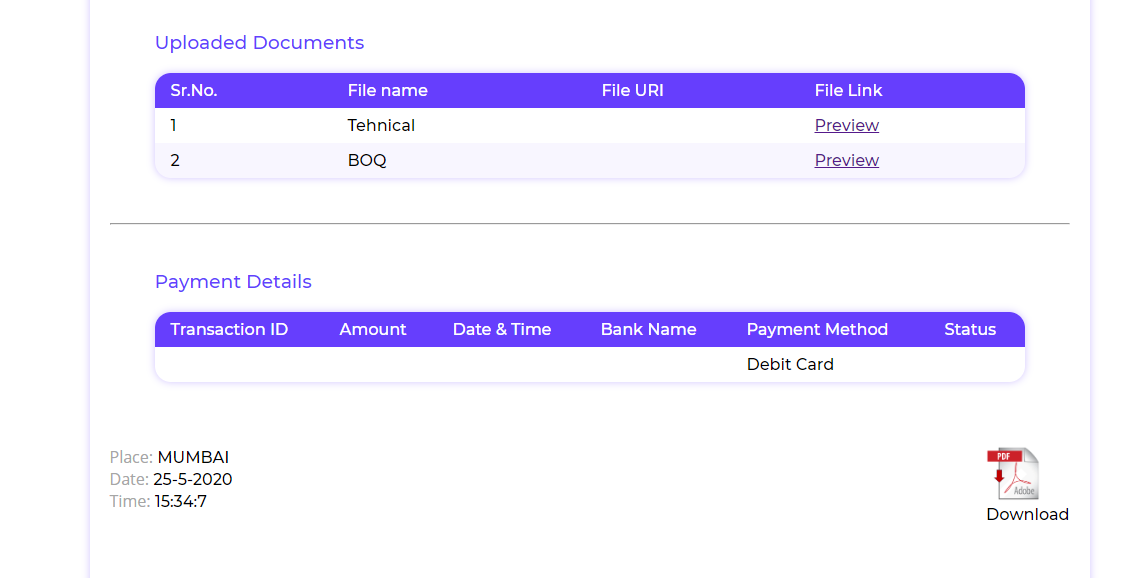 Uploaded Documents
Sr.No. File name File URI File Link
1 Tehnical Preview
2 BOQ Preview
Payment Details
Transaction ID Amount Date & Time Bank Name Payment Method Status
Debit Card
Place: MUMBAI
Date: 25-5-2020
Time: 15:34:7
PDF
Adobe
Download